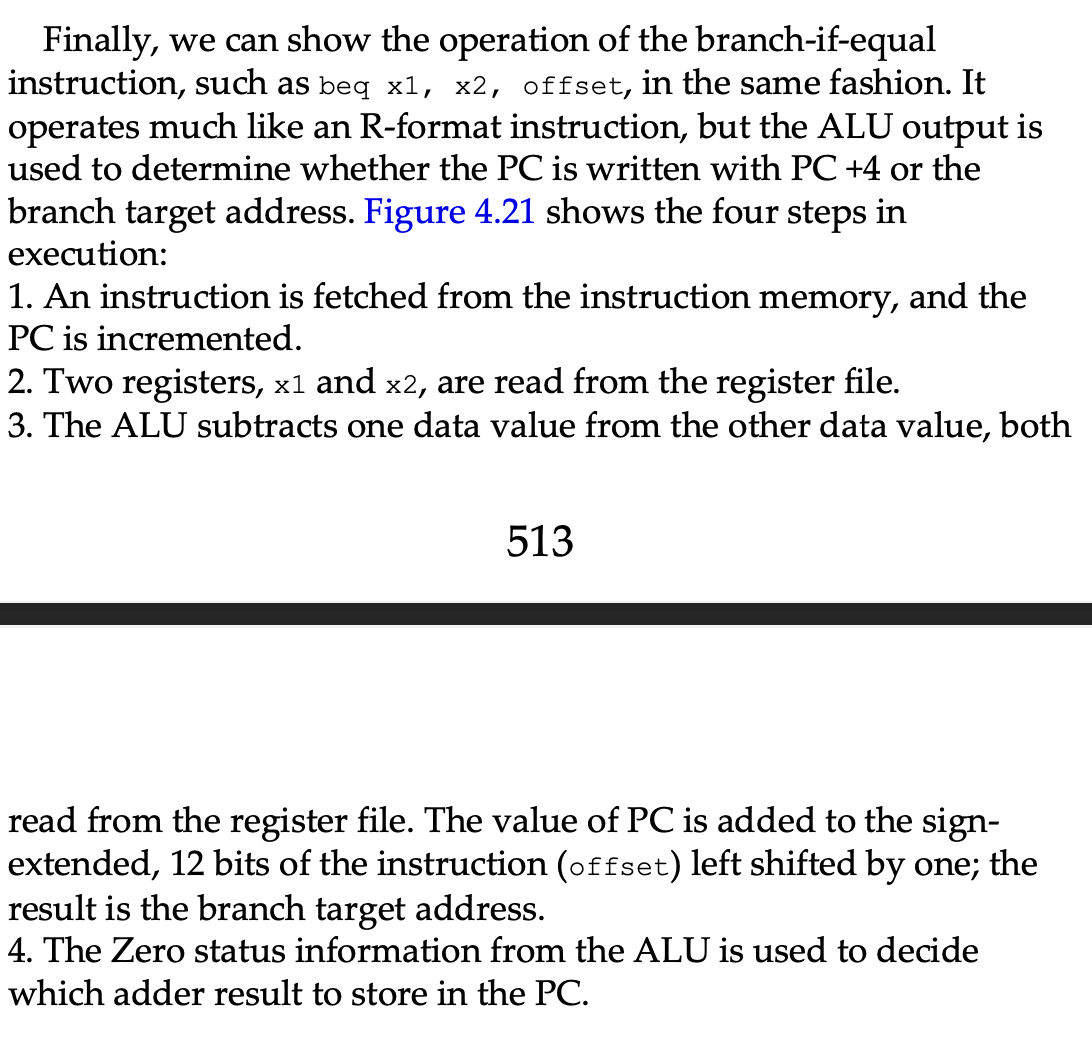 Finally, we can show the operation of the branch-if-equal
instruction, such as beq x1, x2, offset, in the same fashion. It
operates much like an R-format instruction, but the ALU output is
used to determine whether the PC is written with PC +4 or the
branch target address. Figure 4.21 shows the four steps in
execution:
1. An instruction is fetched from the instruction memory, and the
PC is incremented.
2. Two registers, x1 and x2, are read from the register file.
3. The ALU subtracts one data value from the other data value, both
513
read from the register file. The value of PC is added to the sign-
extended, 12 bits of the instruction (offset) left shifted by one; the
result is the branch target address.
4. The Zero status information from the ALU is used to decide
which adder result to store in the PC.